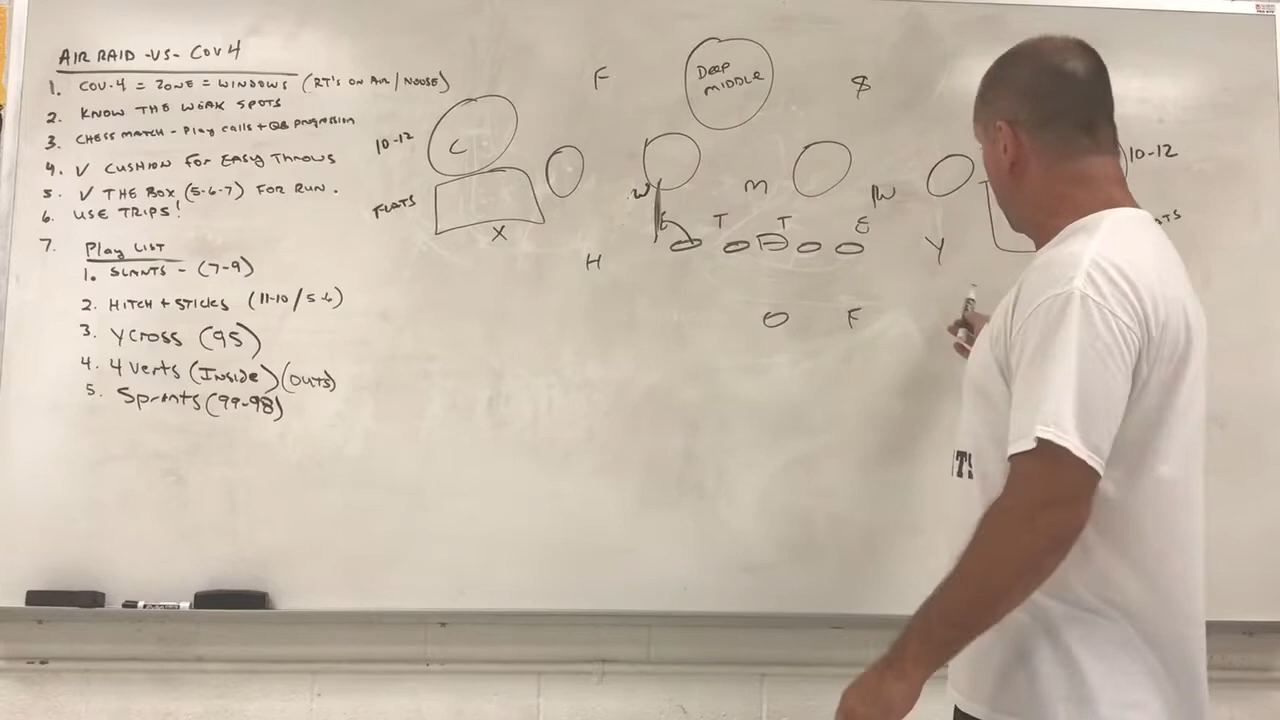 AIR RAID -VS- COV 4
1. COV-4 = ZONE = WINDOWS (RT'S ON AIR / NOOSE)
2. KNOW THE WEAK SPOTS
3. CHESS MATCH - Play calls + QB progression
4. √ CUSHION FOR EASY THROWS
5. √ THE BOX (5-6-7) FOR RUN.
6. USE TRIPS!
7. Play LIST
1. SLANTS - (7-9)
2. HITCH + STICKS (11-10 / 5-6)
3. Y CROSS (95)
4. 4 Verts (INSIDE) (OUTS)
5. Sprints (99-98)
F
DEEP
MIDDLE
$
10-12
C
10-12
FLATS
W
M
W
X
E
T
T
E
H
Y
F
TS